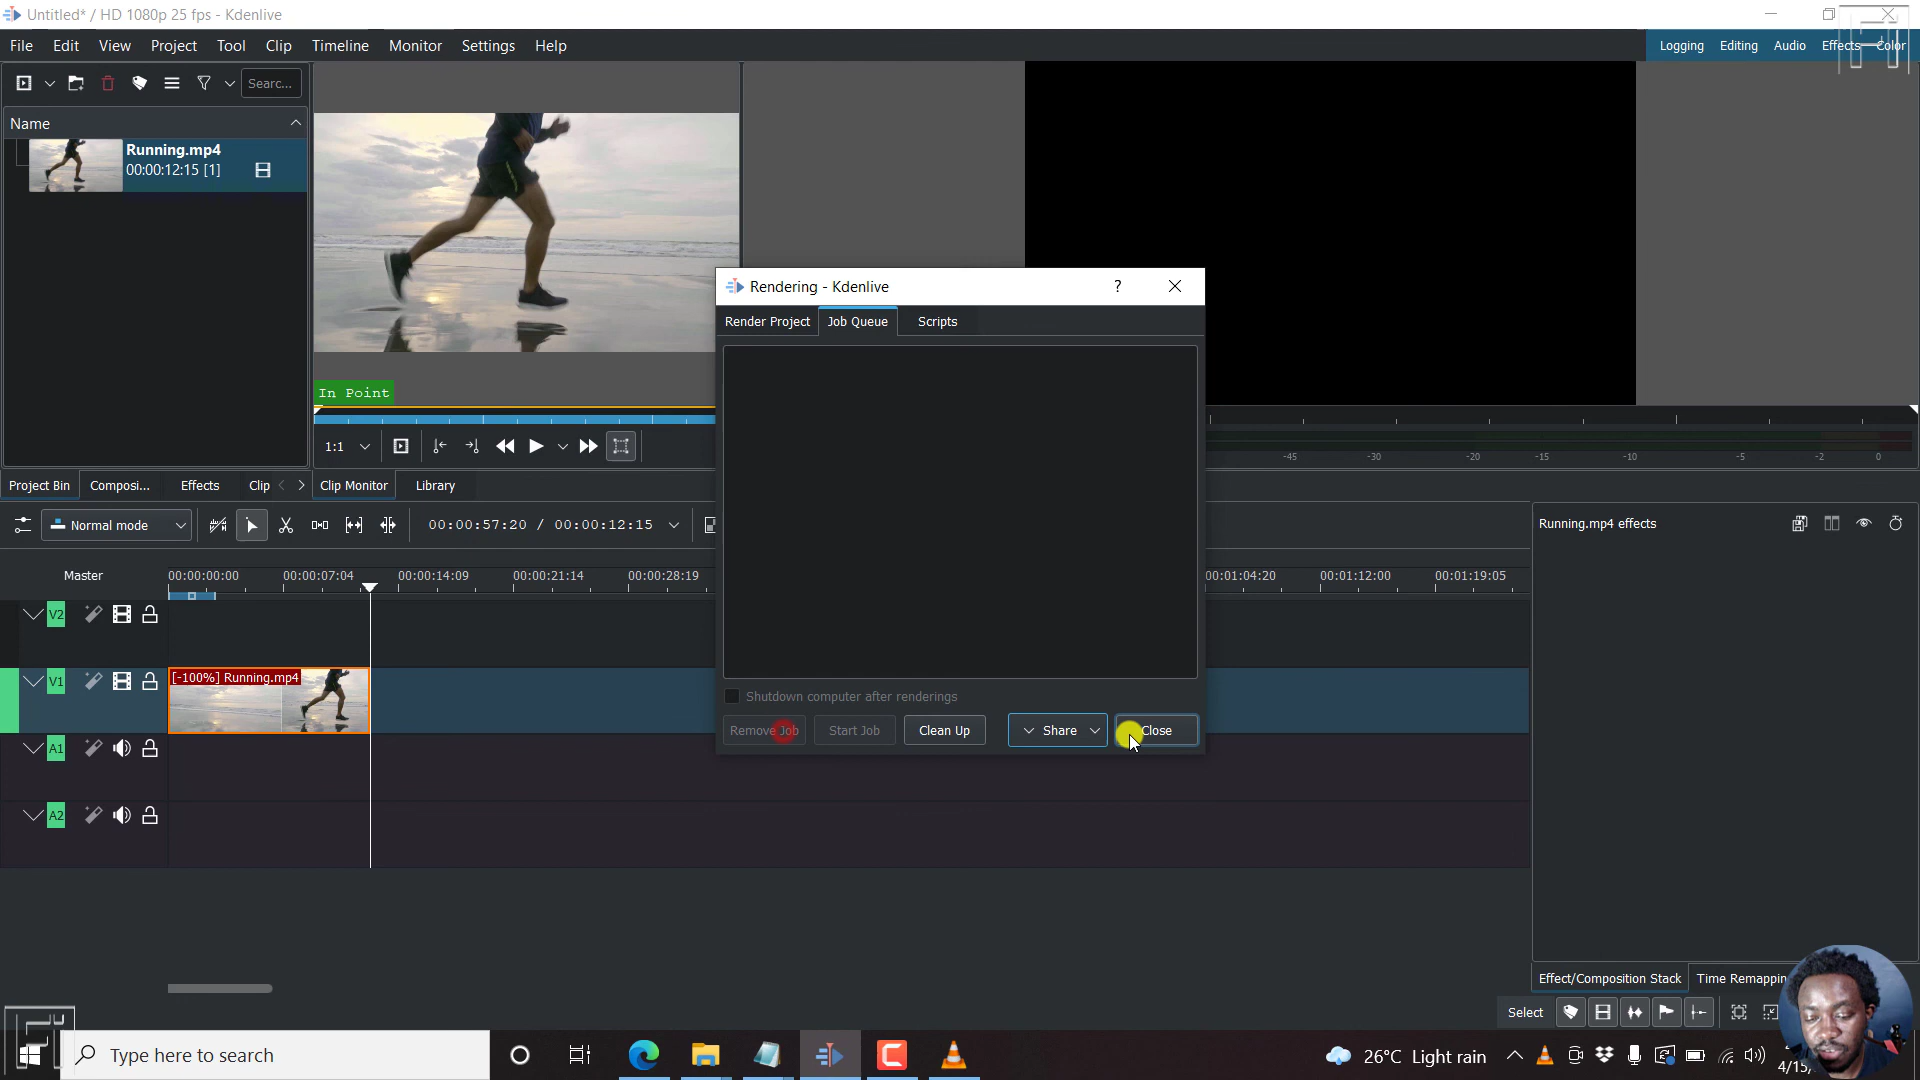 Untitled* / HD 1080p 25 fps - Kdenlive
File Edit View Project Tool Clip Timeline Monitor Settings Help
Logging Editing Audio Effects Color
Searc...
Name
Running.mp4
00:00:12:15 [1]
In Point
1:1
Rendering - Kdenlive
?
Render Project Job Queue Scripts
Shutdown computer after renderings
Remove Job Start Job Clean Up Share Close
-45 -30 -20 -15 -10 -5 -2 0
Project Bin Composi... Effects Clip Clip Monitor Library
Normal mode 00:00:57:20 / 00:00:12:15
Running.mp4 effects
Master 00:00:00:00 00:00:07:04 00:00:14:09 00:00:21:14 00:00:28:19 00:01:04:20 00:01:12:00 00:01:19:05
V2
V1 [-100%] Running.mp4
A1
A2
Effect/Composition Stack Time Remappin
Select
Type here to search
26°C Light rain
4/15/